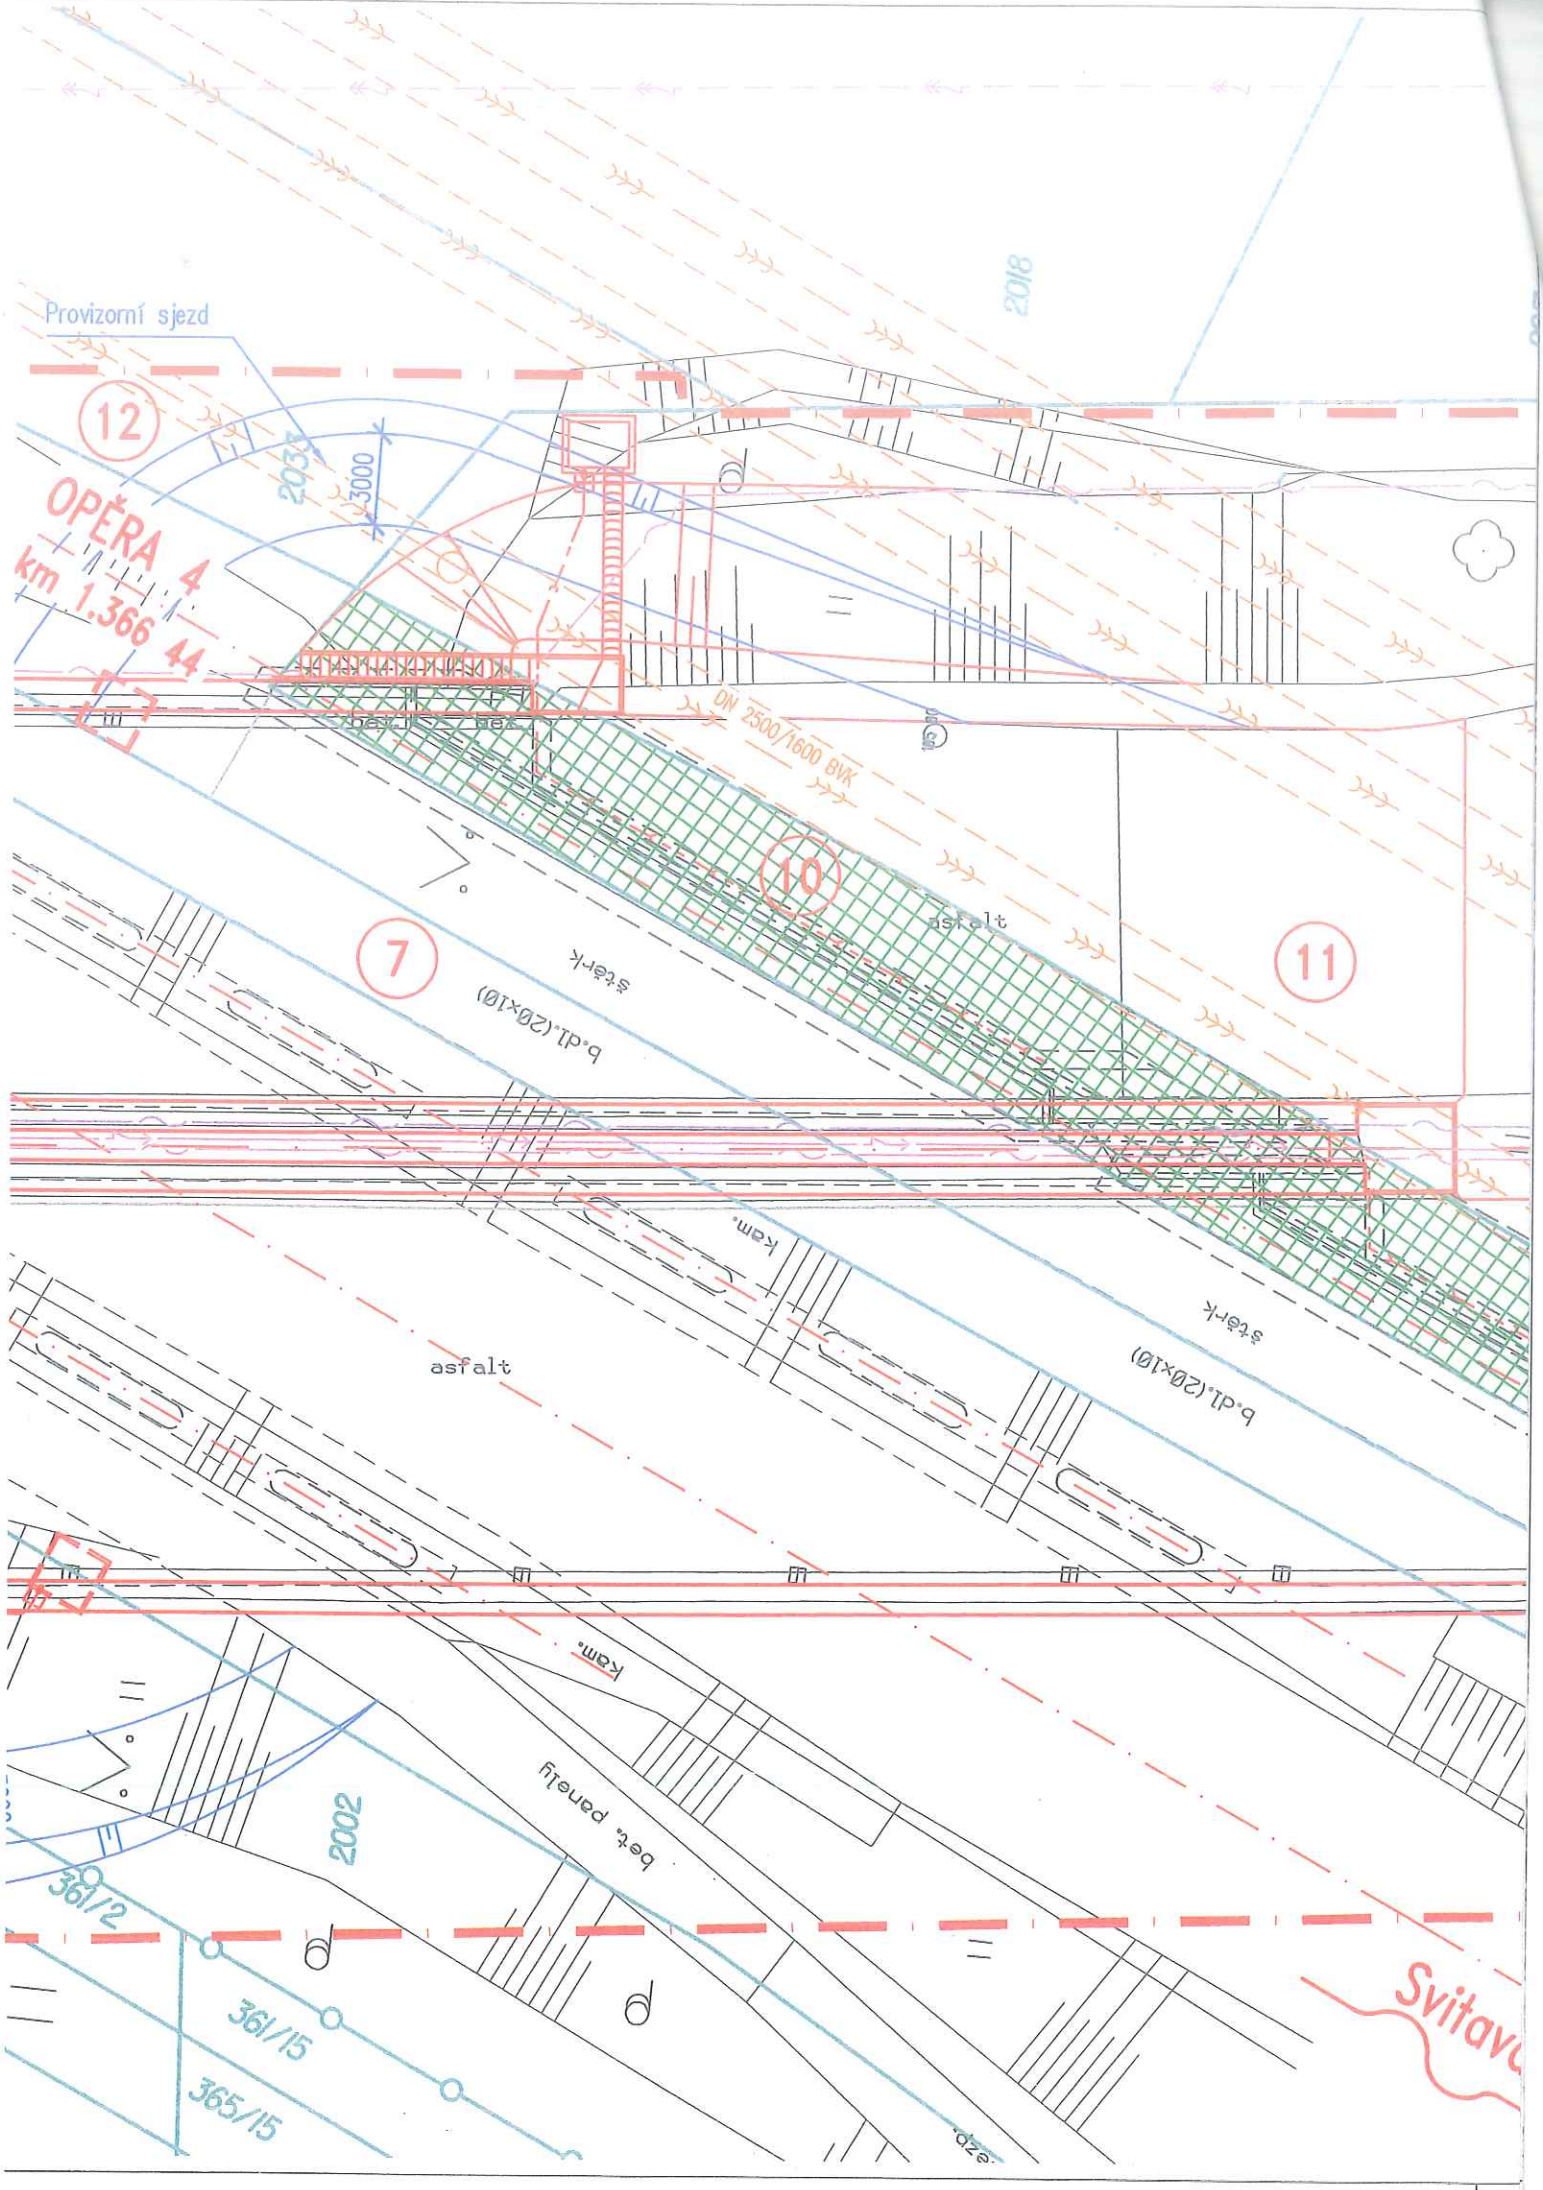 2018
Provizorní sjezd
12
2033
3000
OPĚRA 4
km 1.366 44
DN 2500/1600 BVK
10
asfalt
7
11
štěrk
b.dl.(20x10)
kam.
štěrk
b.dl.(20x10)
asfalt
kam.
bet. panely
2002
361/2
361/15
365/15
Svitava